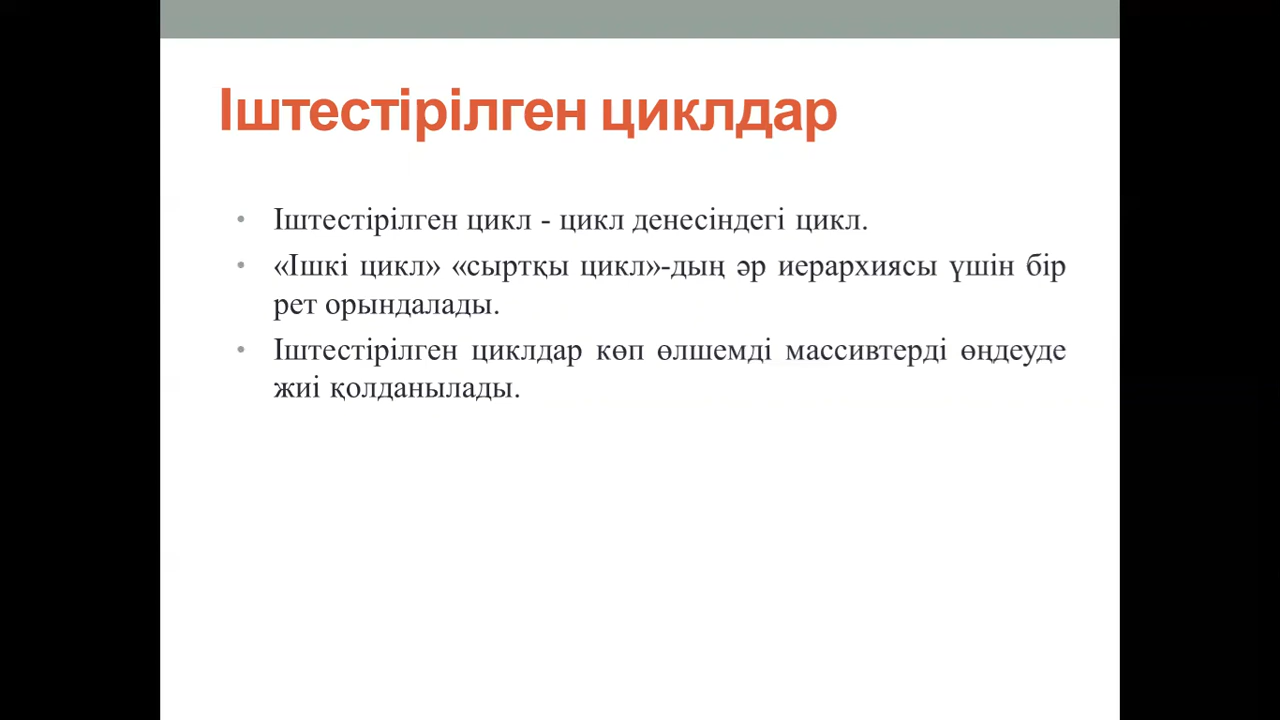 Іштестірілген циклдар
• Іштестірілген цикл - цикл денесіндегі цикл.
• «Ішкі цикл» «сыртқы цикл»-дың әр иерархиясы үшін бір
рет орындалады.
• Іштестірілген циклдар көп өлшемді массивтерді өңдеуде
жиі қолданылады.